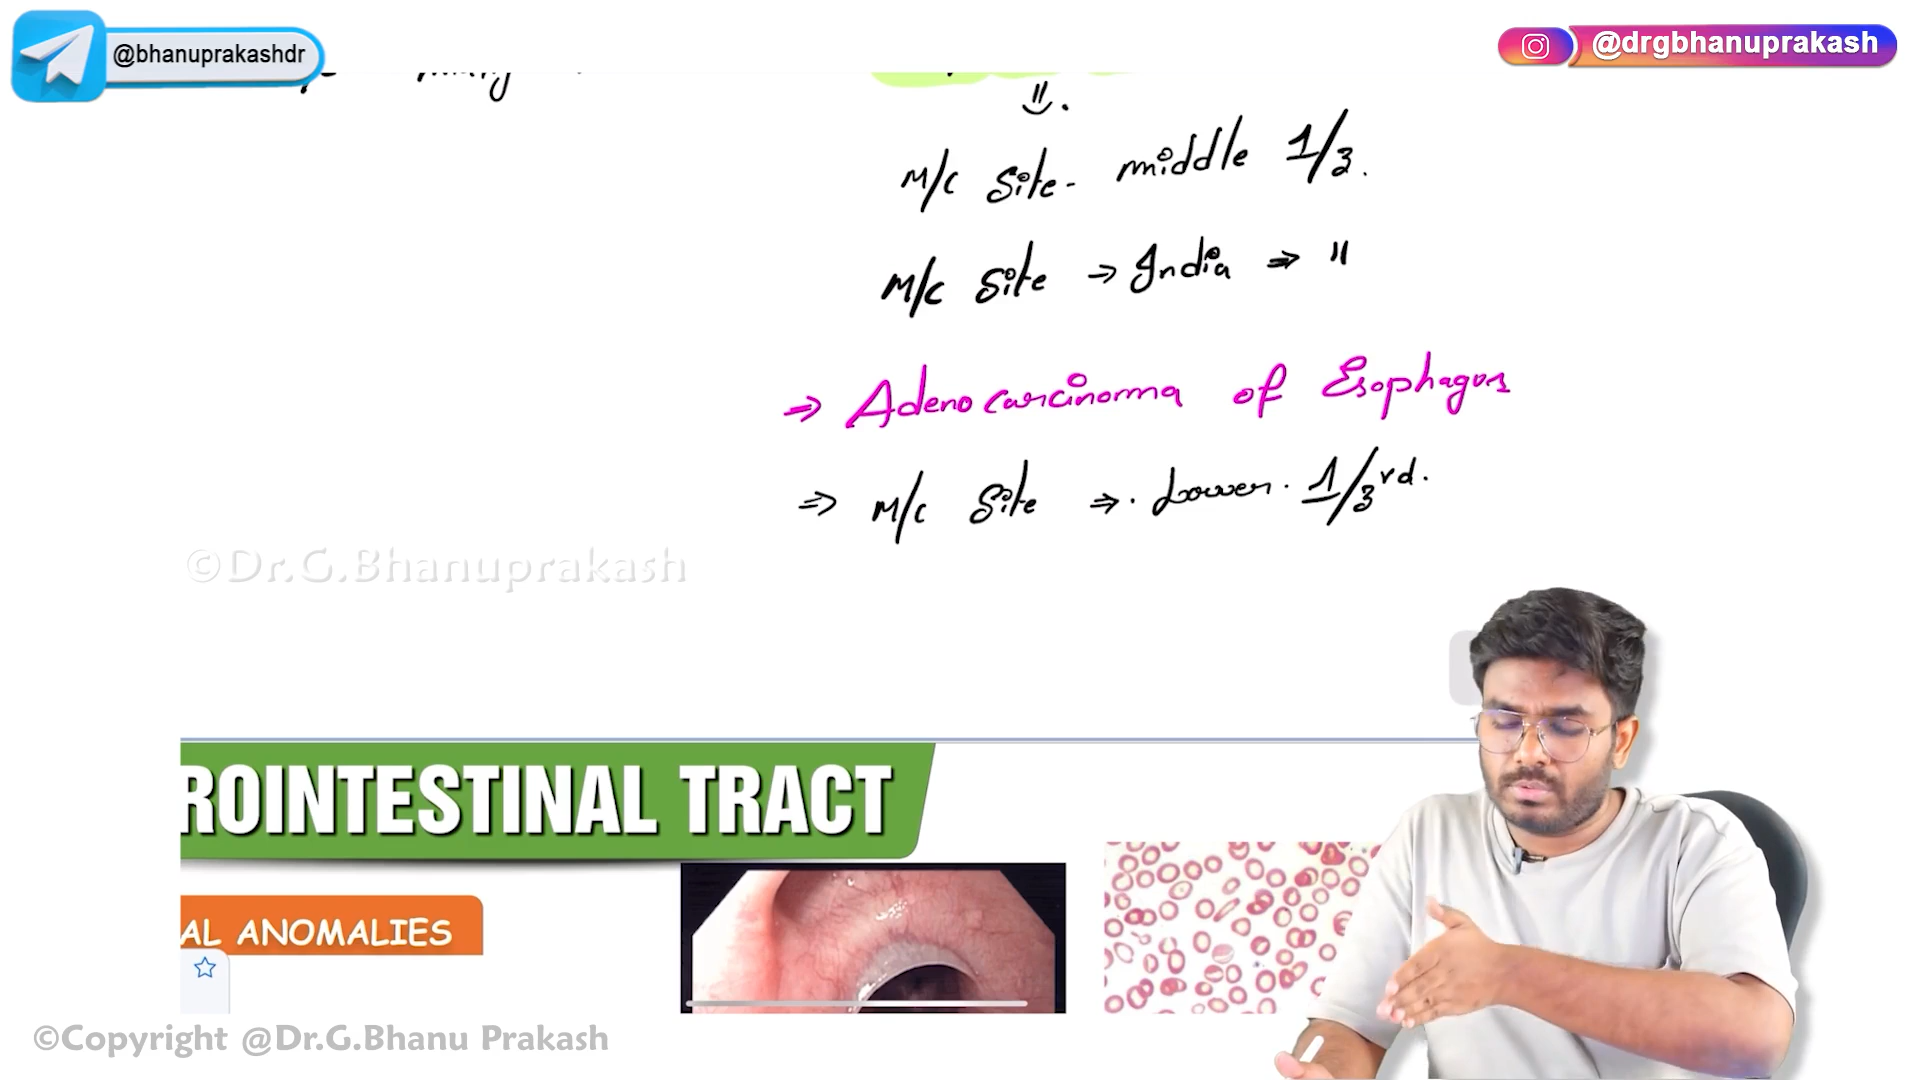 @bhanuprakashdr
@drgbhanuprakash
M/C Site - middle 1/3.
M/C Site ⇒ India ⇒ "
⇒ Adenocarcinoma of Esophagus
⇒ M/C Site ⇒ . Lower . 1/3rd.
©Dr.G.Bhanuprakash
ROINTESTINAL TRACT
AL ANOMALIES
©Copyright @Dr.G.Bhanu Prakash